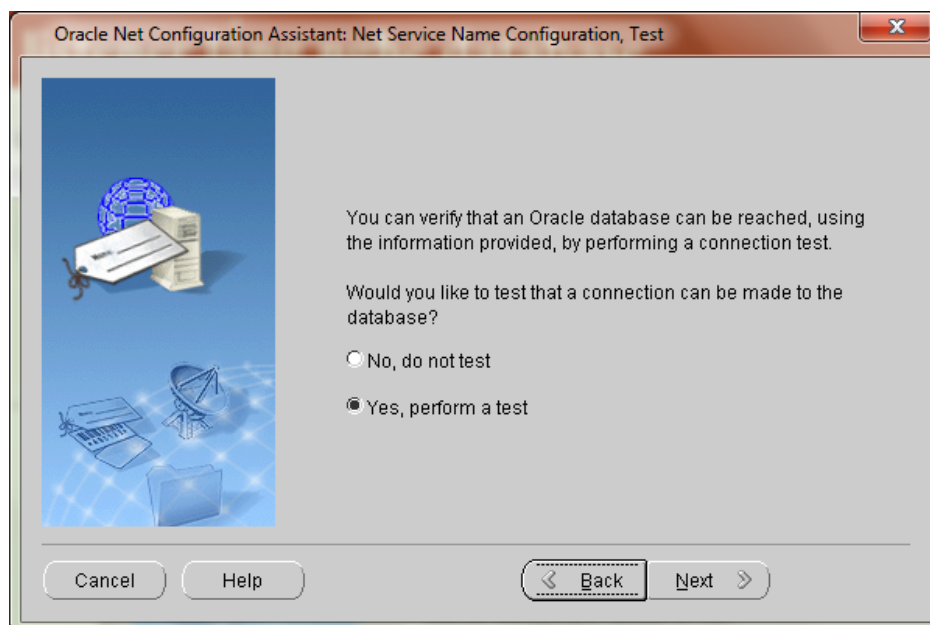 Oracle Net Configuration Assistant: Net Service Name Configuration, Test
You can verify that an Oracle database can be reached, using
the information provided, by performing a connection test.
Would you like to test that a connection can be made to the
database?
No, do not test
Yes, perform a test
Cancel
Help
Back
Next